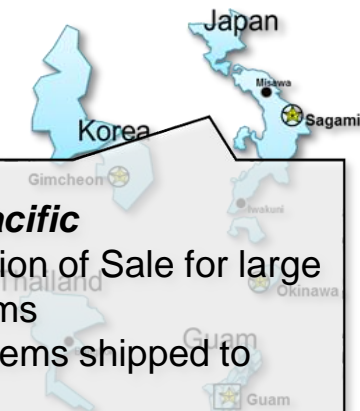 Japan
Misawa
Sagami
Korea
Gimcheon
Iwakuni
acific
ion of Sale for large
Thailand
Okinawa
ms
Guam
ems shipped to
Guam